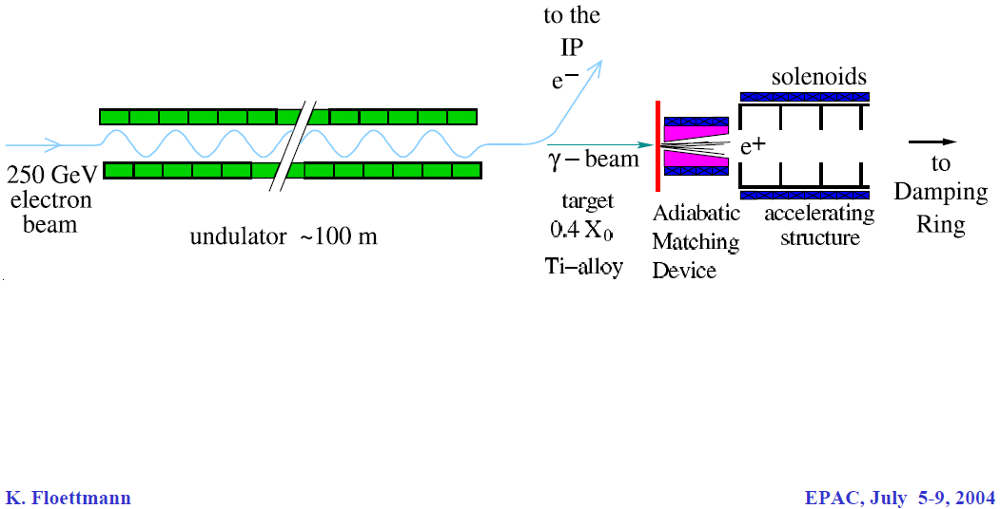 to the
IP
e−
solenoids
250 GeV
electron
beam
undulator ~100 m
γ−beam
e+
target
0.4 X₀
Ti−alloy
Adiabatic
Matching
Device
accelerating
structure
to
Damping
Ring
K. Floettmann
EPAC, July 5-9, 2004